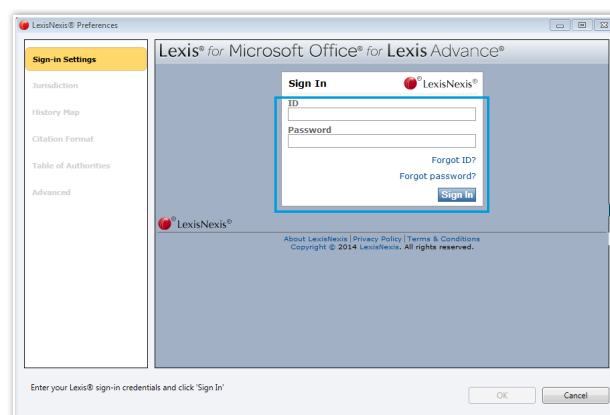 LexisNexis® Preferences
Sign-in Settings
Jurisdiction
History Map
Citation Format
Table of Authorities
Advanced
Lexis® for Microsoft Office® for Lexis Advance®
Sign In
LexisNexis®
ID
Password
Forgot ID?
Forgot password?
Sign In
LexisNexis®
About LexisNexis | Privacy Policy | Terms & Conditions
Copyright © 2014 LexisNexis. All rights reserved.
Enter your Lexis® sign-in credentials and click 'Sign In'
OK
Cancel